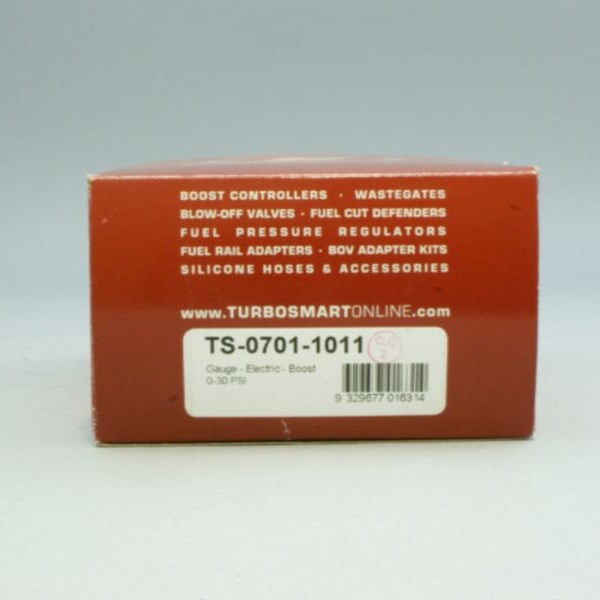 BOOST CONTROLLERS · WASTEGATES
BLOW-OFF VALVES · FUEL CUT DEFENDERS
FUEL PRESSURE REGULATORS
FUEL RAIL ADAPTERS · BOV ADAPTER KITS
SILICONE HOSES & ACCESSORIES
www.TURBOSMARTONLINE.com
TS-0701-1011
Q.C
2
Gauge - Electric - Boost
0-30 PSI
9 329677 016314